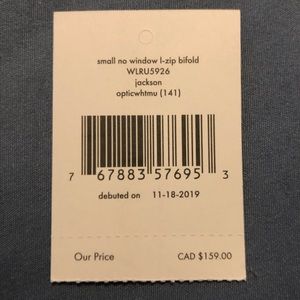 small no window l-zip bifold
WLRU5926
jackson
opticwhtmu (141)
7 67883 57695 3
debuted on 11-18-2019
Our Price CAD $159.00